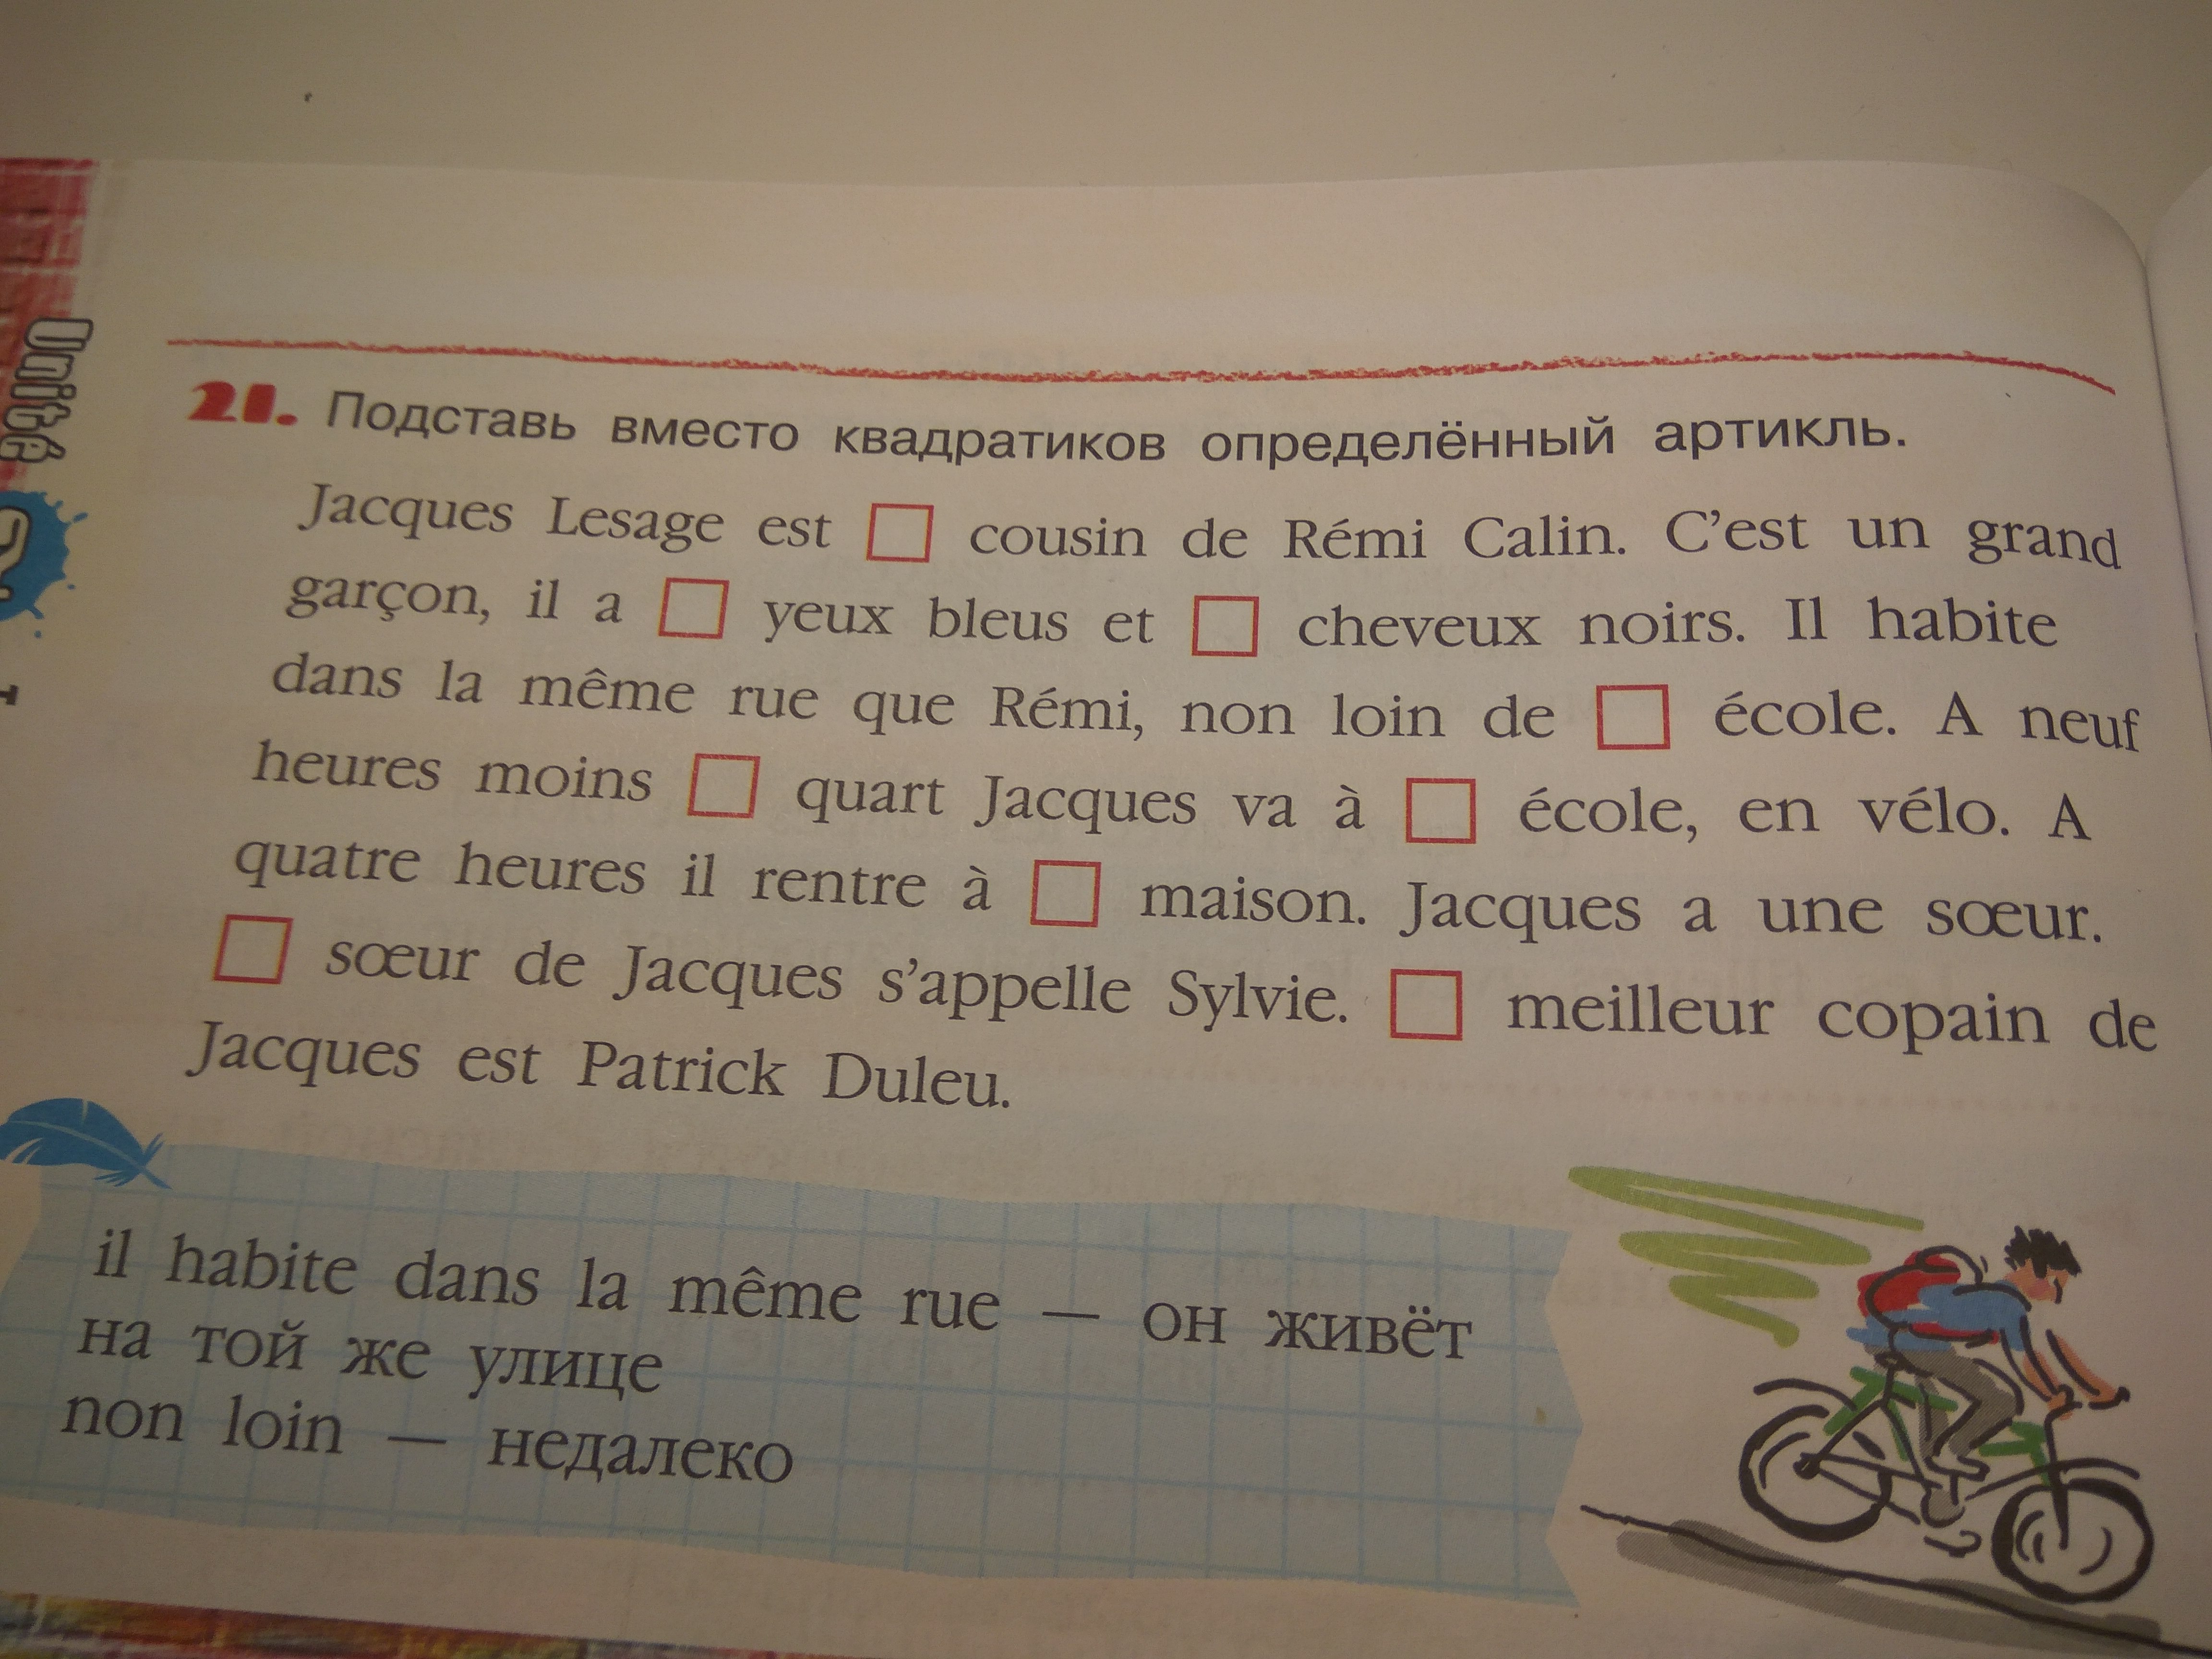 Unité
2
21. Подставь вместо квадратиков определённый артикль.
Jacques Lesage est □ cousin de Rémi Calin. C’est un grand
garçon, il a □ yeux bleus et □ cheveux noirs. Il habite
dans la même rue que Rémi, non loin de □ école. A neuf
heures moins □ quart Jacques va à □ école, en vélo. A
quatre heures il rentre à □ maison. Jacques a une sœur.
□ sœur de Jacques s’appelle Sylvie. □ meilleur copain de
Jacques est Patrick Duleu.
il habite dans la même rue — он живёт
на той же улице
non loin — недалеко